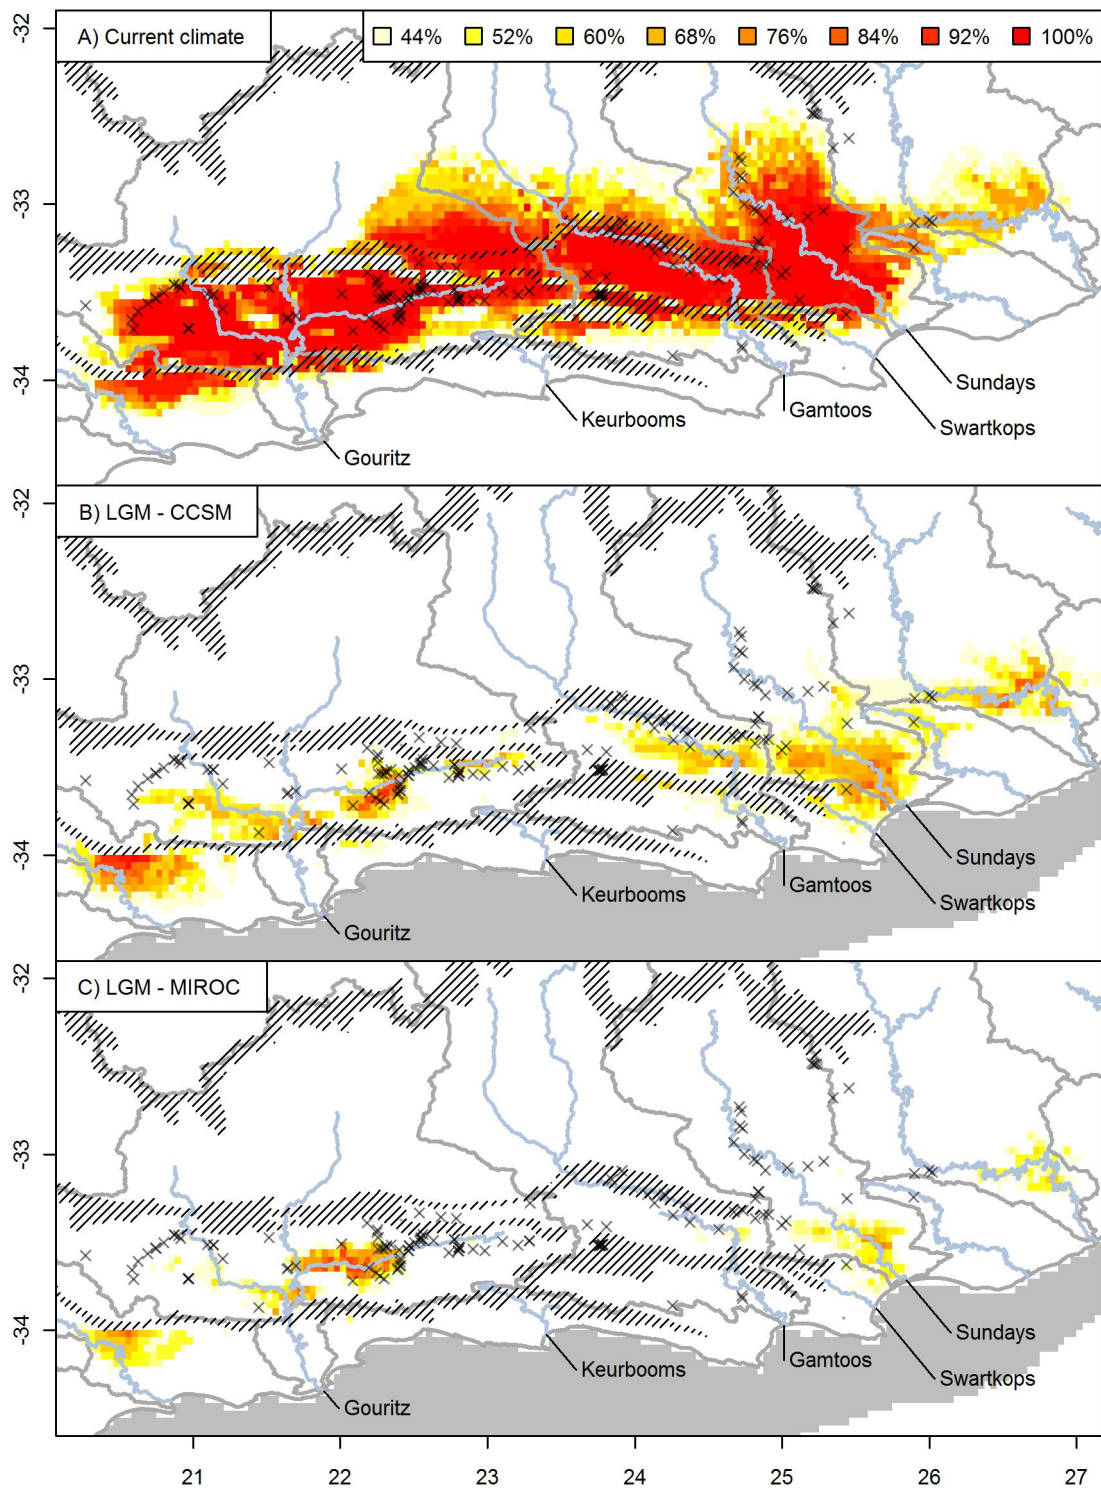 A) Current climate
44% 52% 60% 68% 76% 84% 92% 100%
-32
-33
-34
Sundays
Keurbooms
Gamtoos
Swartkops
Gouritz
B) LGM - CCSM
-32
-33
-34
Sundays
Gamtoos
Keurbooms
Swartkops
Gouritz
C) LGM - MIROC
-32
-33
-34
Sundays
Gamtoos
Keurbooms
Swartkops
Gouritz
21 22 23 24 25 26 27